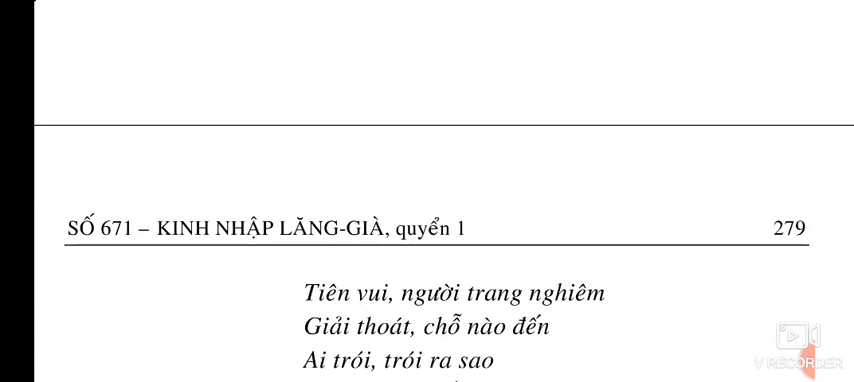 SỐ 671 – KINH NHẬP LĂNG-GIÀ, quyển 1 279
Tiên vui, người trang nghiêm
Giải thoát, chỗ nào đến
Ai trói, trói ra sao
V RECORDER